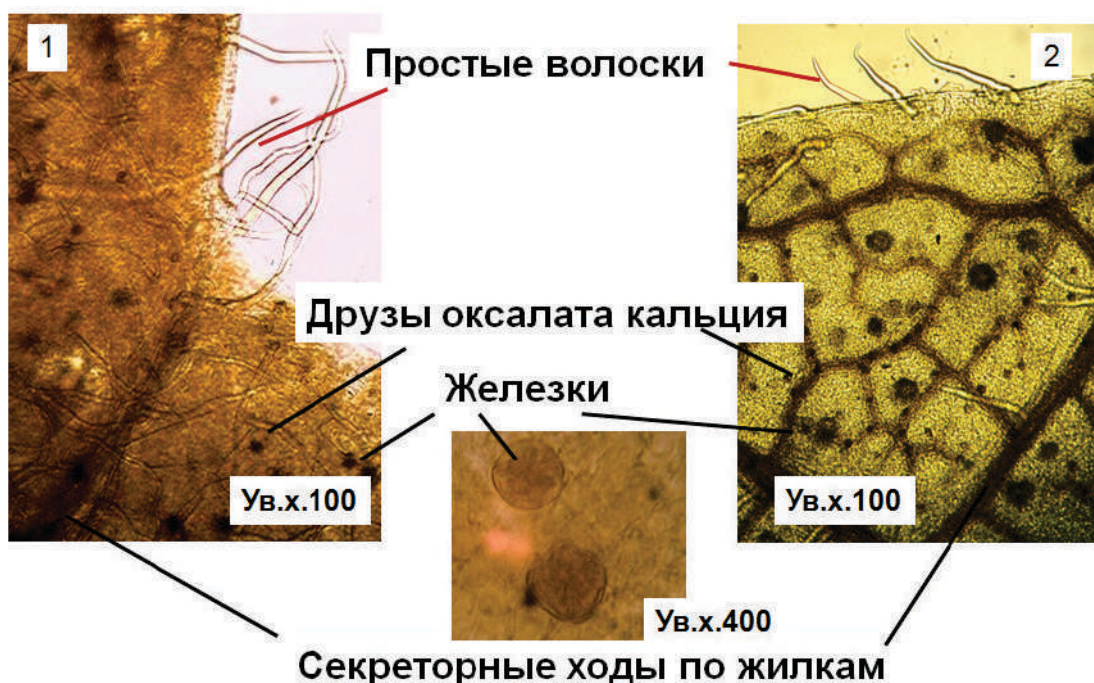 1
2
Простые волоски
Друзы оксалата кальция
Железки
Ув.х.100
Ув.х.100
Ув.х.400
Секреторные ходы по жилкам